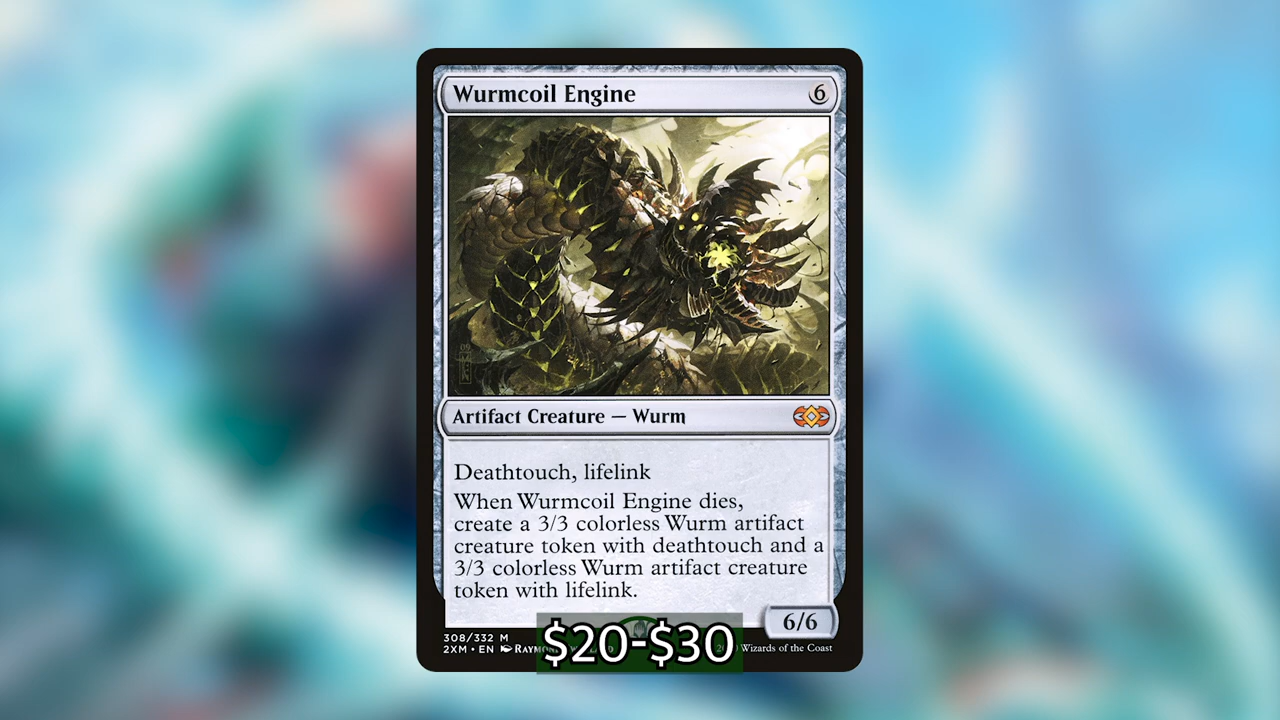 Wurmcoil Engine 6
Artifact Creature — Wurm
Deathtouch, lifelink
When Wurmcoil Engine dies,
create a 3/3 colorless Wurm artifact
creature token with deathtouch and a
3/3 colorless Wurm artifact creature
token with lifelink.
6/6
308/332 M
2XM • EN Wizards of the Coast
$20-$30